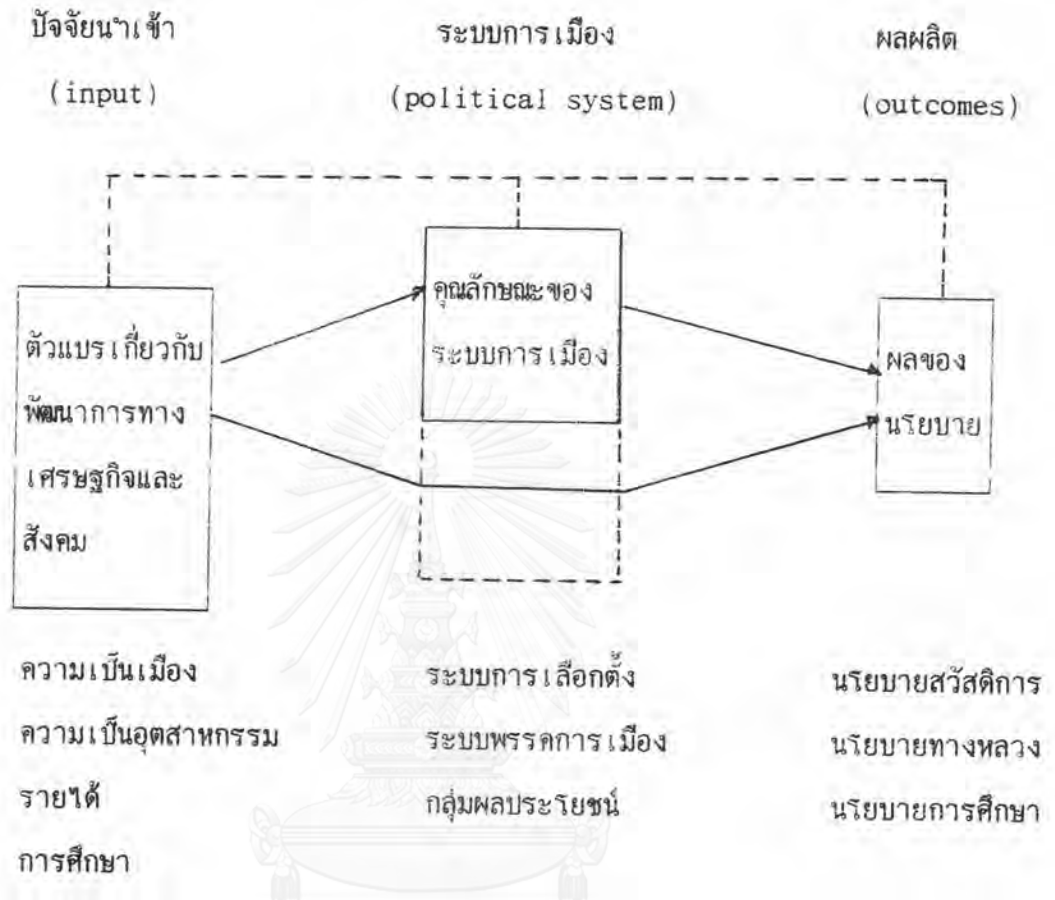 ปัจจัยนำเข้า
(input)
ระบบการเมือง
(political system)
ผลผลิต
(outcomes)
ตัวแปรเกี่ยวกับ
พัฒนาการทาง
เศรษฐกิจและ
สังคม
คุณลักษณะของ
ระบบการเมือง
ผลของ
นโยบาย
ความเป็นเมือง
ความเป็นอุตสาหกรรม
รายได้
การศึกษา
ระบบการเลือกตั้ง
ระบบพรรคการเมือง
กลุ่มผลประโยชน์
นโยบายสวัสดิการ
นโยบายทางหลวง
นโยบายการศึกษา